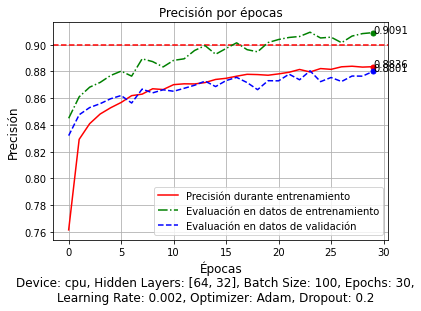 Precisión por épocas
0.9091
0.8836
0.8801
0.90
0.88
0.86
0.84
0.82
0.80
0.78
0.76
Precisión
Precisión durante entrenamiento
Evaluación en datos de entrenamiento
Evaluación en datos de validación
0 5 10 15 20 25 30
Épocas
Device: cpu, Hidden Layers: [64, 32], Batch Size: 100, Epochs: 30,
Learning Rate: 0.002, Optimizer: Adam, Dropout: 0.2